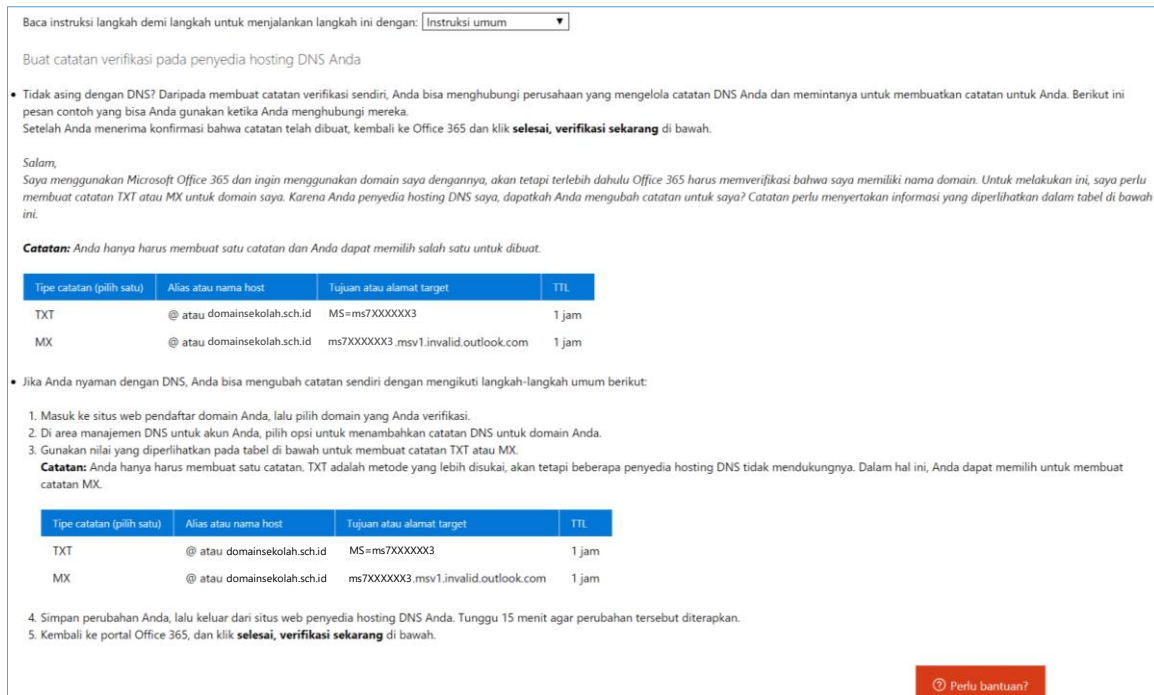 Baca instruksi langkah demi langkah untuk menjalankan langkah ini dengan: Instruksi umum
Buat catatan verifikasi pada penyedia hosting DNS Anda
• Tidak asing dengan DNS? Daripada membuat catatan verifikasi sendiri, Anda bisa menghubungi perusahaan yang mengelola catatan DNS Anda dan memintanya untuk membuatkan catatan untuk Anda. Berikut ini
pesan contoh yang bisa Anda gunakan ketika Anda menghubungi mereka.
Setelah Anda menerima konfirmasi bahwa catatan telah dibuat, kembali ke Office 365 dan klik selesai, verifikasi sekarang di bawah.
Salam,
Saya menggunakan Microsoft Office 365 dan ingin menggunakan domain saya dengannya, akan tetapi terlebih dahulu Office 365 harus memverifikasi bahwa saya memiliki nama domain. Untuk melakukan ini, saya perlu
membuat catatan TXT atau MX untuk domain saya. Karena Anda penyedia hosting DNS saya, dapatkah Anda mengubah catatan untuk saya? Catatan perlu menyertakan informasi yang diperlihatkan dalam tabel di bawah
ini.
Catatan: Anda hanya harus membuat satu catatan dan Anda dapat memilih salah satu untuk dibuat.
Tipe catatan (pilih satu) Alias atau nama host Tujuan atau alamat target TTL
TXT @ atau domainsekolah.sch.id MS=ms7XXXXXX3 1 jam
MX @ atau domainsekolah.sch.id ms7XXXXXX3.msv1.invalid.outlook.com 1 jam
• Jika Anda nyaman dengan DNS, Anda bisa mengubah catatan sendiri dengan mengikuti langkah-langkah umum berikut:
1. Masuk ke situs web pendaftar domain Anda, lalu pilih domain yang Anda verifikasi.
2. Di area manajemen DNS untuk akun Anda, pilih opsi untuk menambahkan catatan DNS untuk domain Anda.
3. Gunakan nilai yang diperlihatkan pada tabel di bawah untuk membuat catatan TXT atau MX.
Catatan: Anda hanya harus membuat satu catatan. TXT adalah metode yang lebih disukai, akan tetapi beberapa penyedia hosting DNS tidak mendukungnya. Dalam hal ini, Anda dapat memilih untuk membuat
catatan MX.
Tipe catatan (pilih satu) Alias atau nama host Tujuan atau alamat target TTL
TXT @ atau domainsekolah.sch.id MS=ms7XXXXXX3 1 jam
MX @ atau domainsekolah.sch.id ms7XXXXXX3.msv1.invalid.outlook.com 1 jam
4. Simpan perubahan Anda, lalu keluar dari situs web penyedia hosting DNS Anda. Tunggu 15 menit agar perubahan tersebut diterapkan.
5. Kembali ke portal Office 365, dan klik selesai, verifikasi sekarang di bawah.
Perlu bantuan?